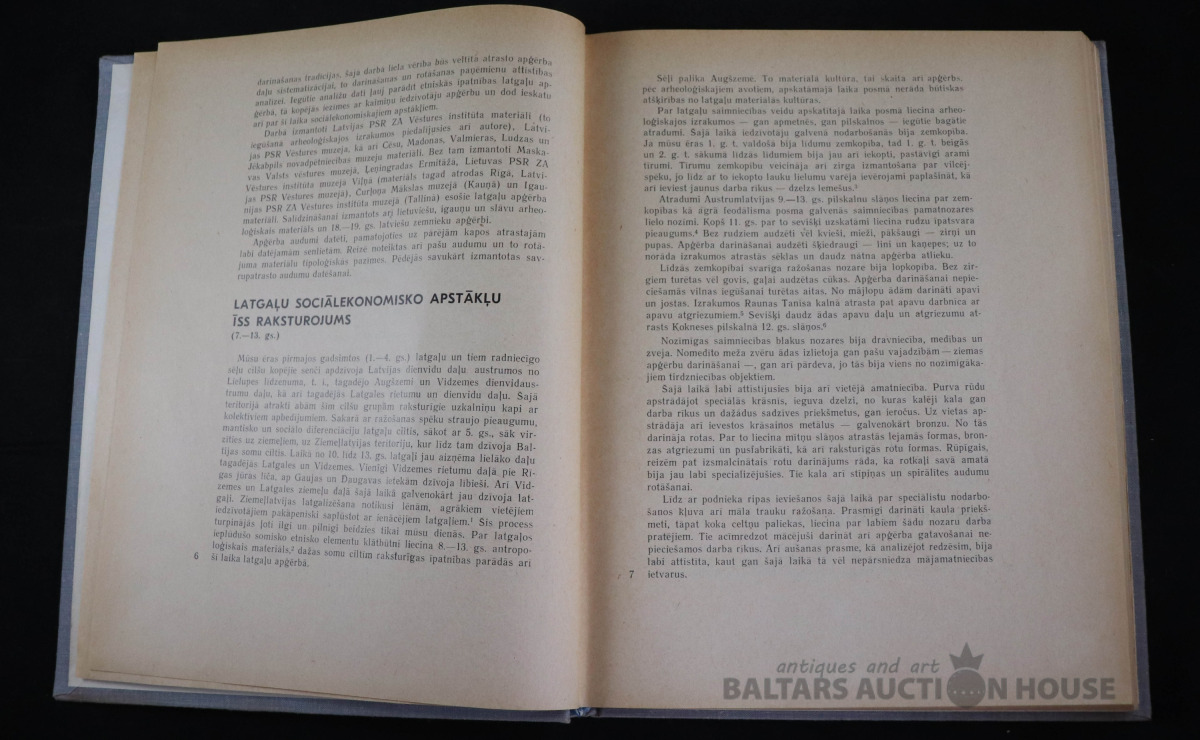 darināšanas tradīcijas, šajā darbā liela vērība būs veltīta atrasto apģērba
daļu sistematizācijai, to darināšanas un rotāšanas paņēmienu attīstības
analīzei. Iegūtie analīžu dati ļauj parādīt etniskās īpatnības latgaļu ap-
ģērbā, tā kopējās iezīmes ar kaimiņu iedzīvotāju apģērbu un dod ieskatu
arī par šī laika sociālekonomiskajiem apstākļiem.
Darbā izmantoti Latvijas PSR ZA Vēstures institūta materiāli (to
iegūšanā arheoloģiskajos izrakumos piedalījusies arī autore), Latvi-
jas PSR Vēstures muzeja, kā arī Cēsu, Madonas, Valmieras, Ludzas un
Jēkabpils novadpētniecības muzeju materiāli. Bez tam izmantoti Maska-
vas Valsts vēstures muzejā, Ļeņingradas Ermitāžā, Lietuvas PSR ZA
Vēstures institūta muzejā Viļņā (materiāls tagad atrodas Rīgā, Latvi-
jas PSR Vēstures muzejā), Čurļoņa Mākslas muzejā (Kauņā) un Igau-
nijas PSR ZA Vēstures institūta muzejā (Tallinā) esošie latgaļu apģērba
materiāli. Salīdzināšanai izmantots arī lietuviešu, igauņu un slāvu arheo-
loģiskais materiāls un 18.—19. gs. latviešu zemnieku apģērbi.
Apģērba audumi datēti, pamatojoties uz pārējām kapos atrastajām
labi datējamām senlietām. Reizē noteiktas arī pašu audumu un to rotā-
juma materiālu tipoloģiskās pazīmes. Pēdējās savukārt izmantotas sav-
rupatrasto audumu datēšanai.
LATGAĻU SOCIĀLEKONOMISKO APSTĀKĻU
ĪSS RAKSTUROJUMS
(7.—13. gs.)
Mūsu ēras pirmajos gadsimtos (1.—4. gs.) latgaļu un tiem radniecīgo
sēļu cilšu kopējie senči apdzīvoja Latvijas dienvidu daļu austrumos no
Lielupes līdzenuma, t. i., tagadējo Augšzemi un Vidzemes dienvidaus-
trumu daļu, kā arī tagadējās Latgales rietumu un dienvidu daļu. Šajā
teritorijā atrakti abām šīm cilšu grupām raksturīgie uzkalniņu kapi ar
kolektīviem apbedījumiem. Sakarā ar ražošanas spēku straujo pieaugumu,
mantisko un sociālo diferenciāciju latgaļu ciltis, sākot ar 5. gs., sāk vir-
zīties uz ziemeļiem, uz Ziemeļlatvijas teritoriju, kur līdz tam dzīvoja Bal-
tijas somu ciltis. Laikā no 10. līdz 13. gs. latgaļi jau aizņēma lielāko daļu
tagadējās Latgales un Vidzemes. Vienīgi Vidzemes rietumu daļā pie Rī-
gas jūras līča, ap Gaujas un Daugavas ietekām dzīvoja lībieši. Arī Vid-
zemes un Latgales ziemeļu daļā šajā laikā galvenokārt jau dzīvoja lat-
gaļi. Ziemeļlatvijas latgalizēšana notikusi lēnām, agrākiem vietējiem
iedzīvotājiem pakāpeniski saplūstot ar ienācējiem latgaļiem.¹ Šis process
turpinājās ļoti ilgi un pilnīgi beidzies tikai mūsu dienās. Par latgaļos
ieplūdušo somisko etnisko elementu klātbūtni liecina 8.—13. gs. antropo-
loģiskais materiāls,² dažas somu ciltīm raksturīgas īpatnības parādās arī
šī laika latgaļu apģērbā.
6
Sēļi palika Augšzemē. To materiālā kultūra, tai skaitā arī apģērbs,
pēc arheoloģiskajiem avotiem, apskatāmajā laika posmā nerāda būtiskas
atšķirības no latgaļu materiālās kultūras.
Par latgaļu saimniecības veidu apskatītajā laika posmā liecina arheo-
loģiskajos izrakumos — gan apmetnēs, gan pilskalnos — iegūtie bagātie
atradumi. Šajā laikā iedzīvotāju galvenā nodarbošanās bija zemkopība.
Ja mūsu ēras 1. g. t. valdošā bija līdumu zemkopība, tad 1. g. t. beigās
un 2. g. t. sākumā līdzās līdumiem bija jau arī iekopti, pastāvīgi arami
tīrumi. Tīrumu zemkopību veicināja arī zirga izmantošana par vilcēj-
spēku, jo līdz ar to iekopto lauku lielumu varēja ievērojami paplašināt, kā
arī ieviest jaunus darba rīkus — dzelzs lemešus.³
Atradumi Austrumlatvijas 9.—13. gs. pilskalnu slāņos liecina par zem-
kopības kā agrā feodālisma posma galvenās saimniecības pamatnozares
lielo nozīmi. Kopš 11. gs. par to sevišķi uzskatāmi liecina rudzu īpatsvara
pieaugums.⁴ Bez rudziem audzēti vēl kvieši, mieži, pākšaugi — zirņi un
pupas. Apģērba darināšanai audzēti šķiedraugi — lini un kaņepes; uz to
norāda izrakumos atrastās sēklas un daudz nātna apģērba atlieku.
Līdzās zemkopībai svarīga ražošanas nozare bija lopkopība. Bez zir-
giem turētas vēl govis, gaļai audzētas cūkas. Apģērba darināšanai nepie-
ciešamās vilnas iegūšanai turētas aitas. No mājlopu ādām darināti apavi
un jostas. Izrakumos Raunas Tanīsa kalnā atrasta pat apavu darbnīca ar
apavu atgriezumiem.⁵ Sevišķi daudz ādas apavu daļu un atgriezumu at-
rasts Kokneses pilskalnā 12. gs. slāņos.⁶
Nozīmīgas saimniecības blakus nozares bija dravniecība, medības un
zveja. Nomedīto meža zvēru ādas izlietoja gan pašu vajadzībām — ziemas
apģērbu darināšanai —, gan arī pārdeva, jo tās bija viens no nozīmīgāka-
jiem tirdzniecības objektiem.
Šajā laikā labi attīstījusies bija arī vietējā amatniecība. Purva rūdu
apstrādājot speciālās krāsnīs, ieguva dzelzi, no kuras kalēji kala gan
darba rīkus un dažādus sadzīves priekšmetus, gan ieročus. Uz vietas ap-
strādāja arī ievestos krāsainos metālus — galvenokārt bronzu. No tās
darināja rotas. Par to liecina mītņu slāņos atrastās lejamās formas, bron-
zas atgriezumi un pusfabrikāti, kā arī raksturīgās rotu formas. Rūpīgais,
reizēm pat izsmalcinātais rotu darinājums rāda, ka rotkaļi savā amatā
bija jau labi specializējušies. Tie kala arī stīpiņas un spirālītes audumu
rotāšanai.
Līdz ar podnieka ripas ieviešanos šajā laikā par speciālistu nodarbo-
šanos kļuva arī māla trauku ražošana. Prasmīgi darināti kaula priekš-
meti, tāpat koka celtņu paliekas, liecina par labiem šādu nozaru darba
pratējiem. Tie acīmredzot mācējuši darināt arī apģērba gatavošanai ne-
pieciešamos darba rīkus. Arī aušanas prasme, kā analizējot redzēsim, bija
labi attīstīta, kaut gan šajā laikā tā vēl nepārsniedza mājamatniecības
ietvarus.
7
antiques and art
BALTARS AUCTION HOUSE